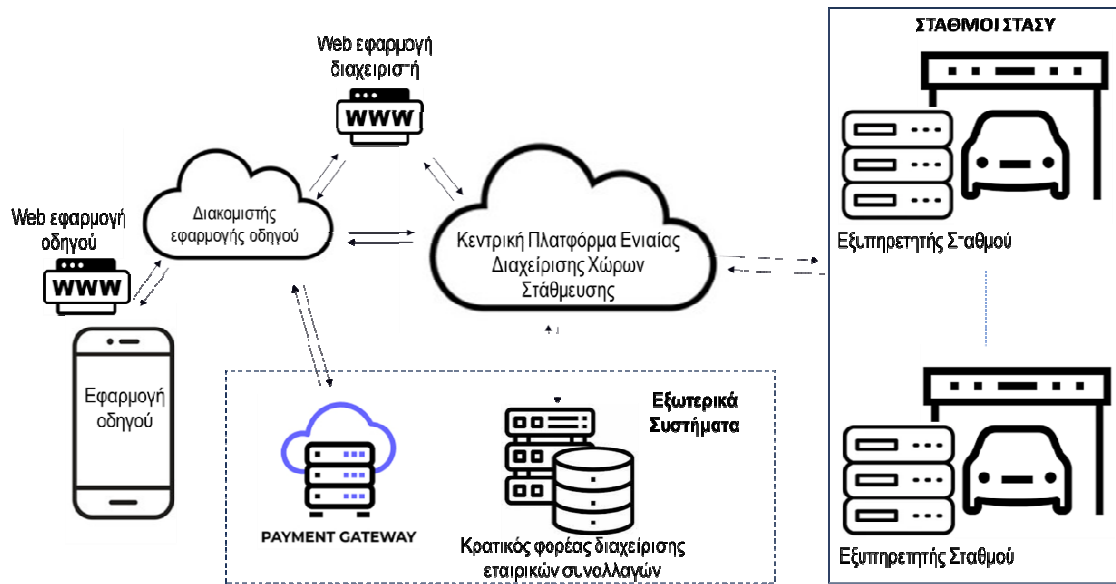 ΣΤΑΘΜΟΙ ΣΤΑΣΥ
Web εφαρμογή
διαχειριστή
WWW
Διακομιστής
εφαρμογής οδηγού
Web εφαρμογή
οδηγού
WWW
Κεντρική Πλατφόρμα Ενιαίας
Διαχείρισης Χώρων
Στάθμευσης
Εξυπηρετητής Σταθμού
Εφαρμογή
οδηγού
Εξωτερικά
Συστήματα
PAYMENT GATEWAY
Κρατικός φορέας διαχείρισης
εταιρικών συναλλαγών
Εξυπηρετητής Σταθμού